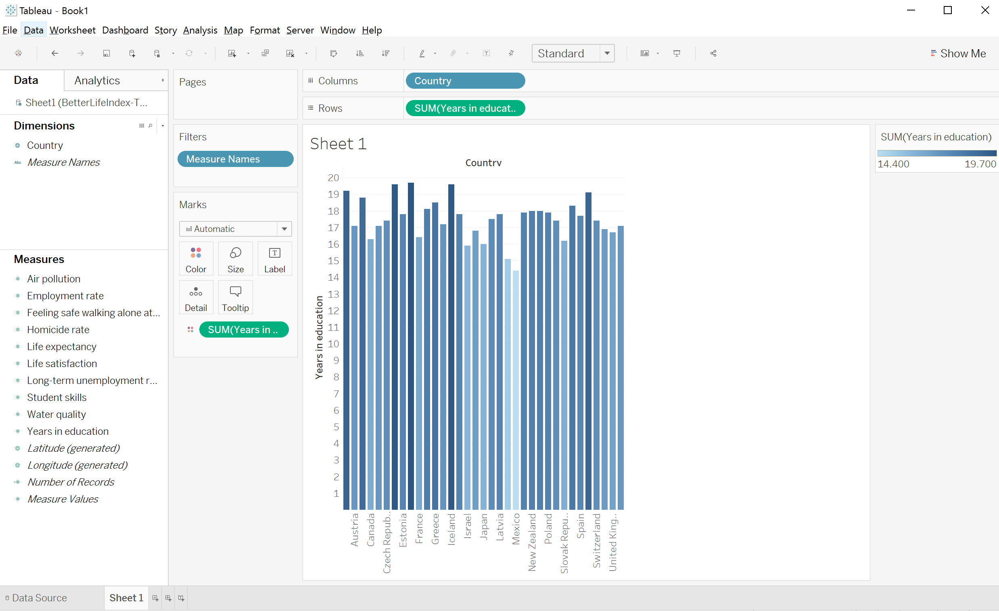 Tableau - Book1
File Data Worksheet Dashboard Story Analysis Map Format Server Window Help
Standard
Show Me
Data
Analytics
Sheet1 (BetterLifeIndex-T...
Dimensions
Country
Abc Measure Names
Measures
Air pollution
Employment rate
Feeling safe walking alone at...
Homicide rate
Life expectancy
Life satisfaction
Long-term unemployment r...
Student skills
Water quality
Years in education
Latitude (generated)
Longitude (generated)
Number of Records
Measure Values
Pages
Filters
Measure Names
Marks
Automatic
Color
Size
T
Label
Detail
Tooltip
SUM(Years in ..
Columns
Country
Rows
SUM(Years in educat..
Sheet 1
Country
Years in education
20
19
18
17
16
15
14
13
12
11
10
9
8
7
6
5
4
3
2
1
Austria
Canada
Czech Repub..
Estonia
France
Greece
Iceland
Israel
Japan
Latvia
Mexico
New Zealand
Poland
Slovak Repu..
Spain
Switzerland
United King..
SUM(Years in education)
14.400 19.700
Data Source
Sheet 1